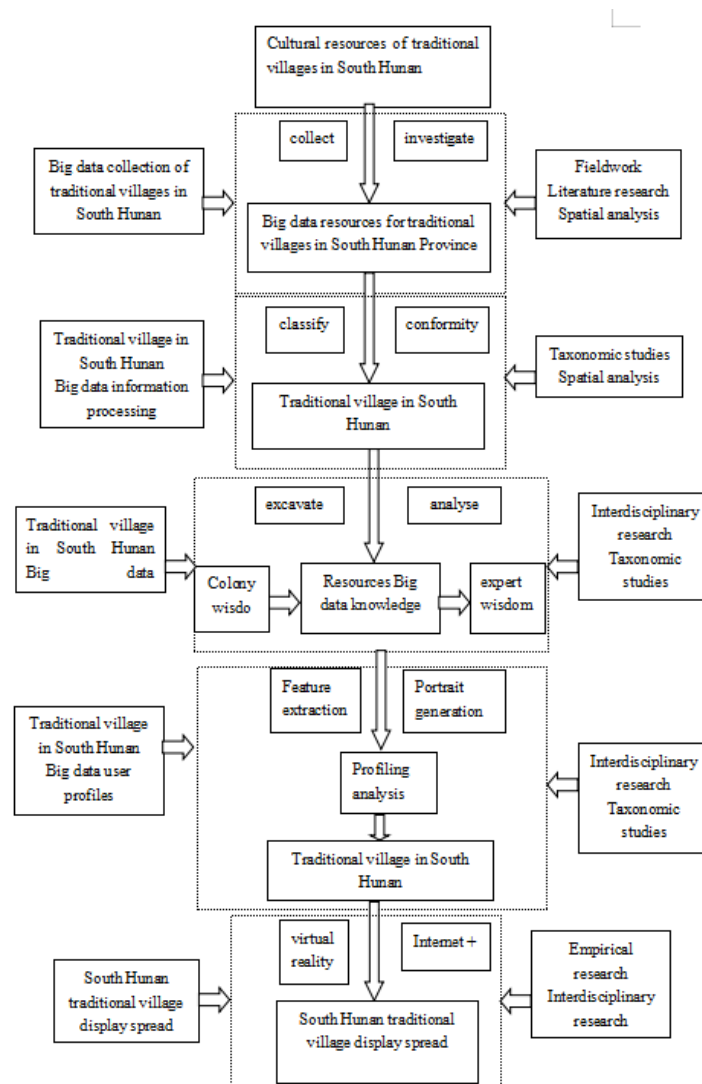 Cultural resources of traditional
villages in South Hunan
collect
investigate
Big data collection of
traditional villages in
South Hunan
Fieldwork
Literature research
Spatial analysis
Big data resources for traditional
villages in South Hunan Province
classify
conformity
Traditional village in
South Hunan
Big data information
processing
Taxonomic studies
Spatial analysis
Traditional village in South
Hunan
excavate
analyse
Traditional village
in South Hunan
Big data
Interdisciplinary
research
Taxonomic
studies
Colony
wisdo
Resources Big
data knowledge
expert
wisdom
Feature
extraction
Portrait
generation
Traditional village
in South Hunan
Big data user
profiles
Profiling
analysis
Interdisciplinary
research
Taxonomic
studies
Traditional village in South
Hunan
virtual
reality
Internet +
South Hunan
traditional village
display spread
Empirical
research
Interdisciplinary
research
South Hunan traditional
village display spread